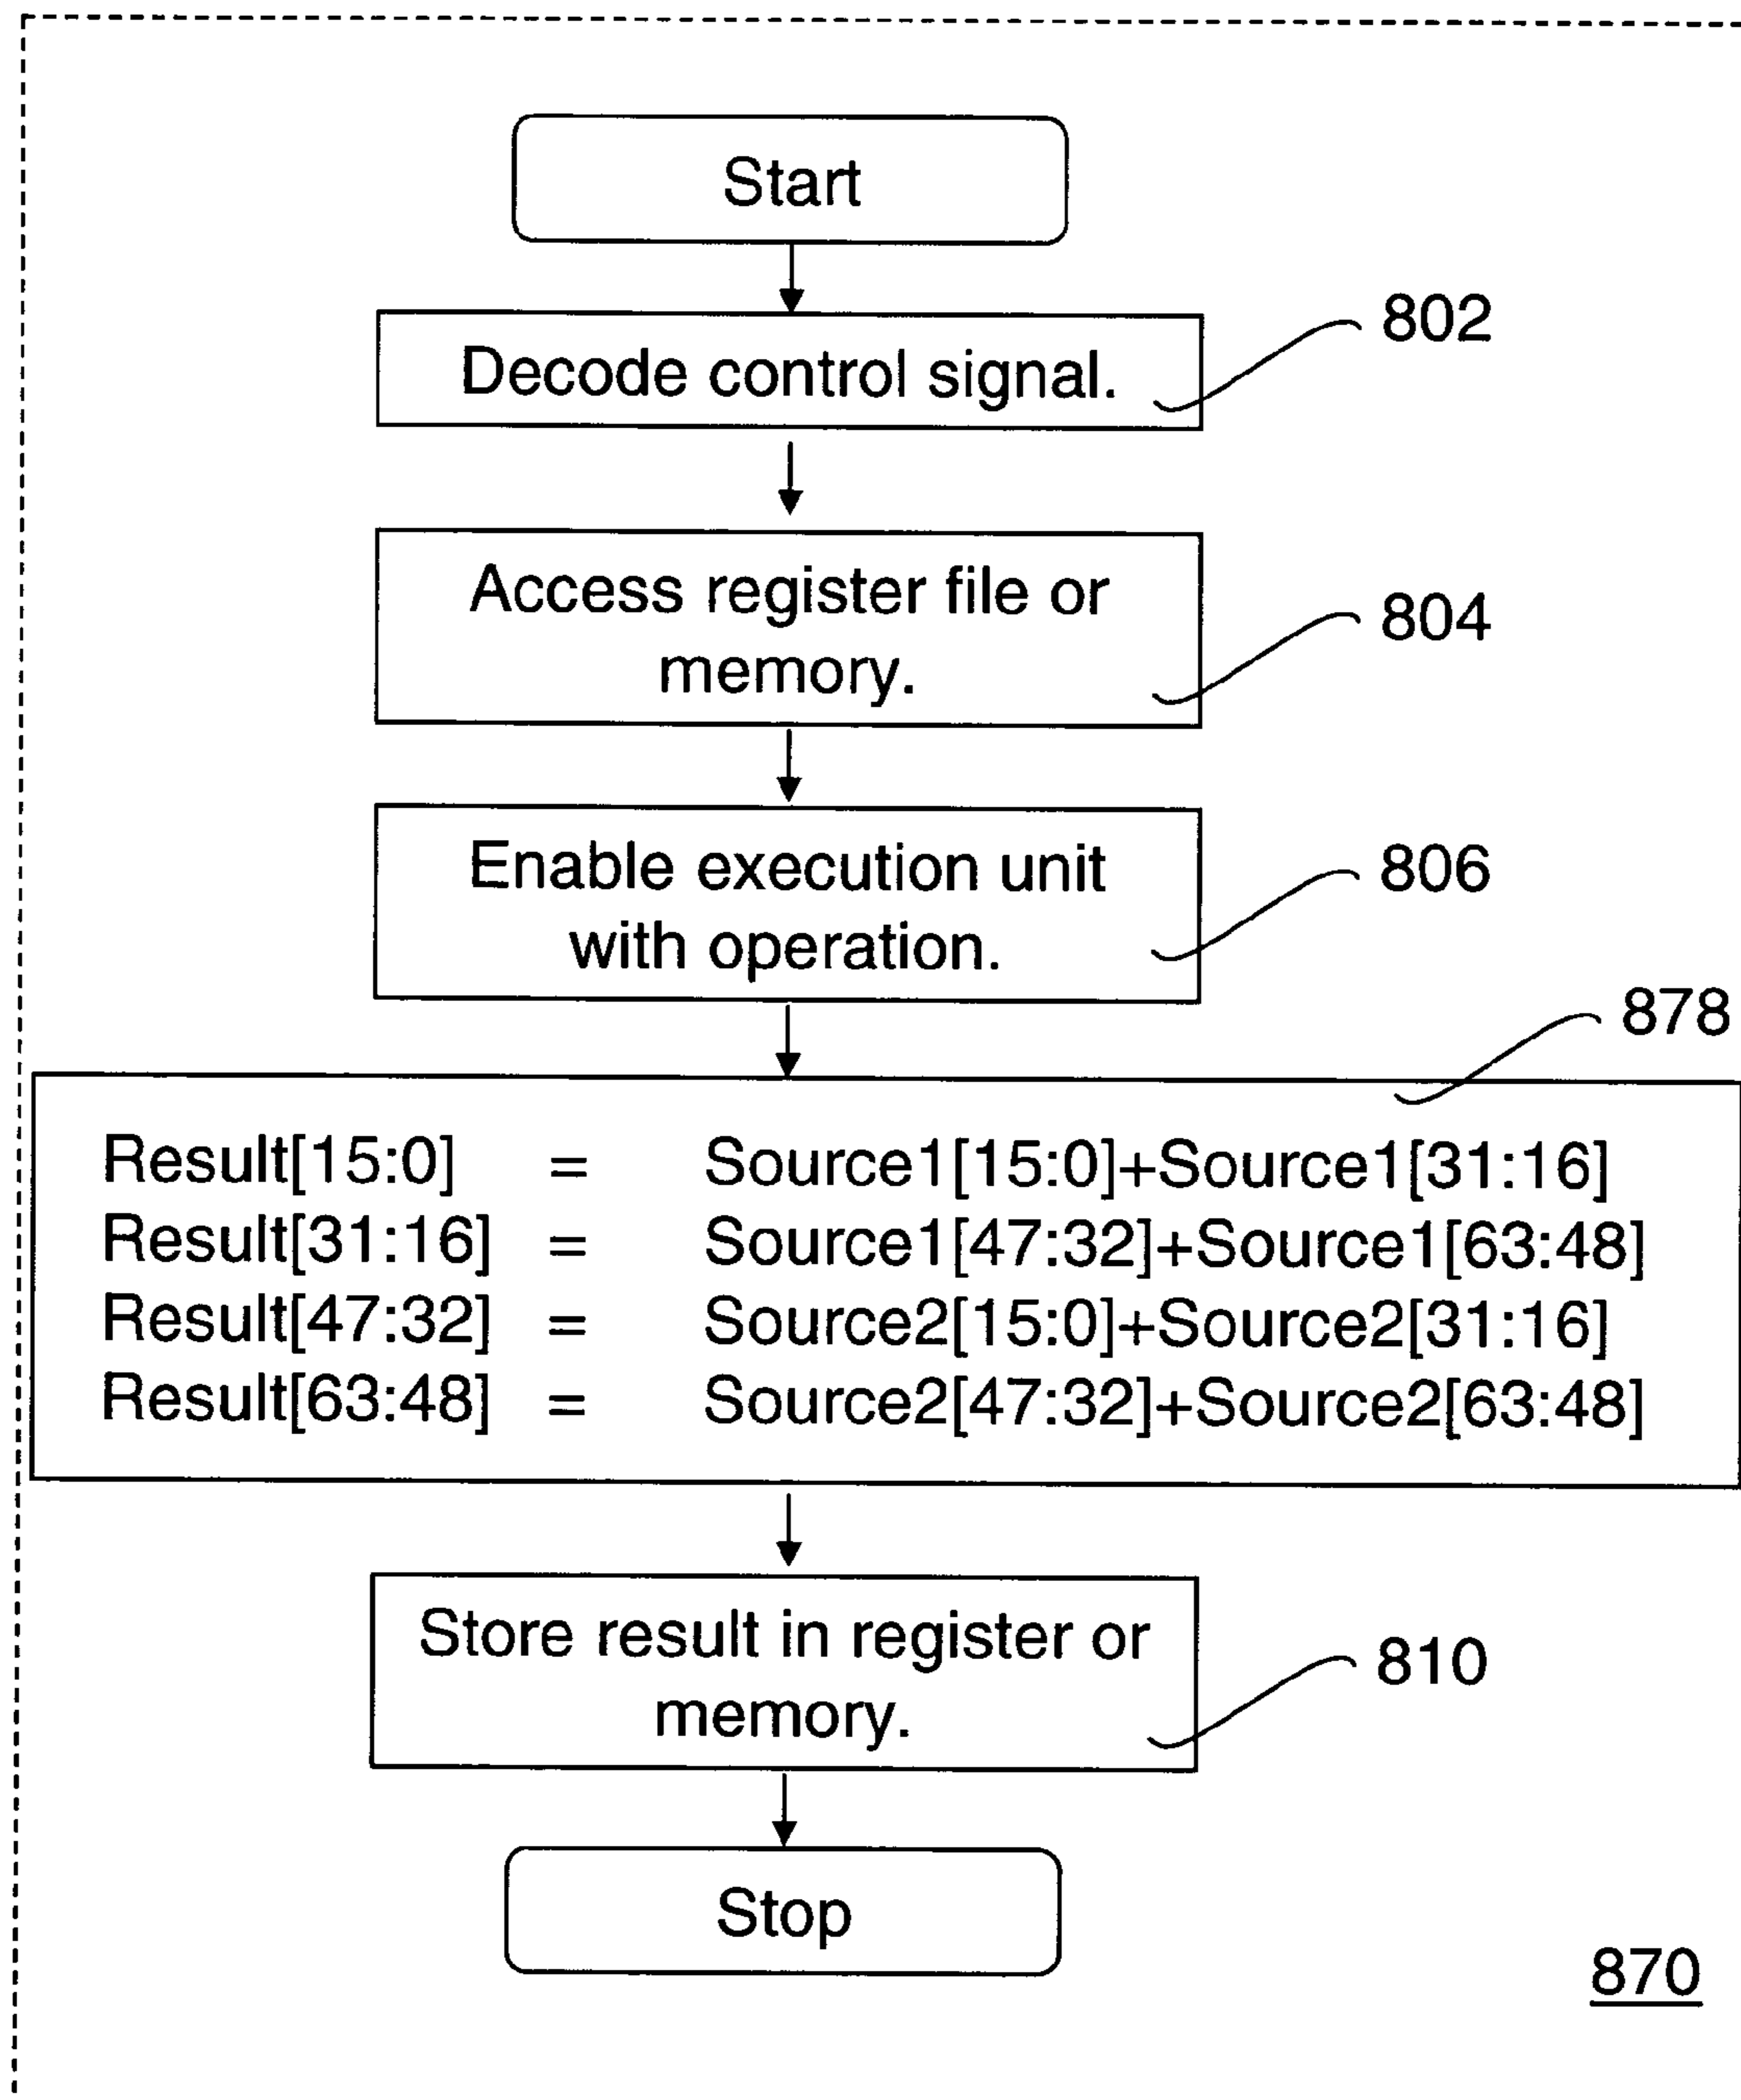 Start
Decode control signal.
802
Access register file or
memory.
804
Enable execution unit
with operation.
806
878
Result[15:0] = Source1[15:0]+Source1[31:16]
Result[31:16] = Source1[47:32]+Source1[63:48]
Result[47:32] = Source2[15:0]+Source2[31:16]
Result[63:48] = Source2[47:32]+Source2[63:48]
Store result in register or
memory.
810
Stop
870